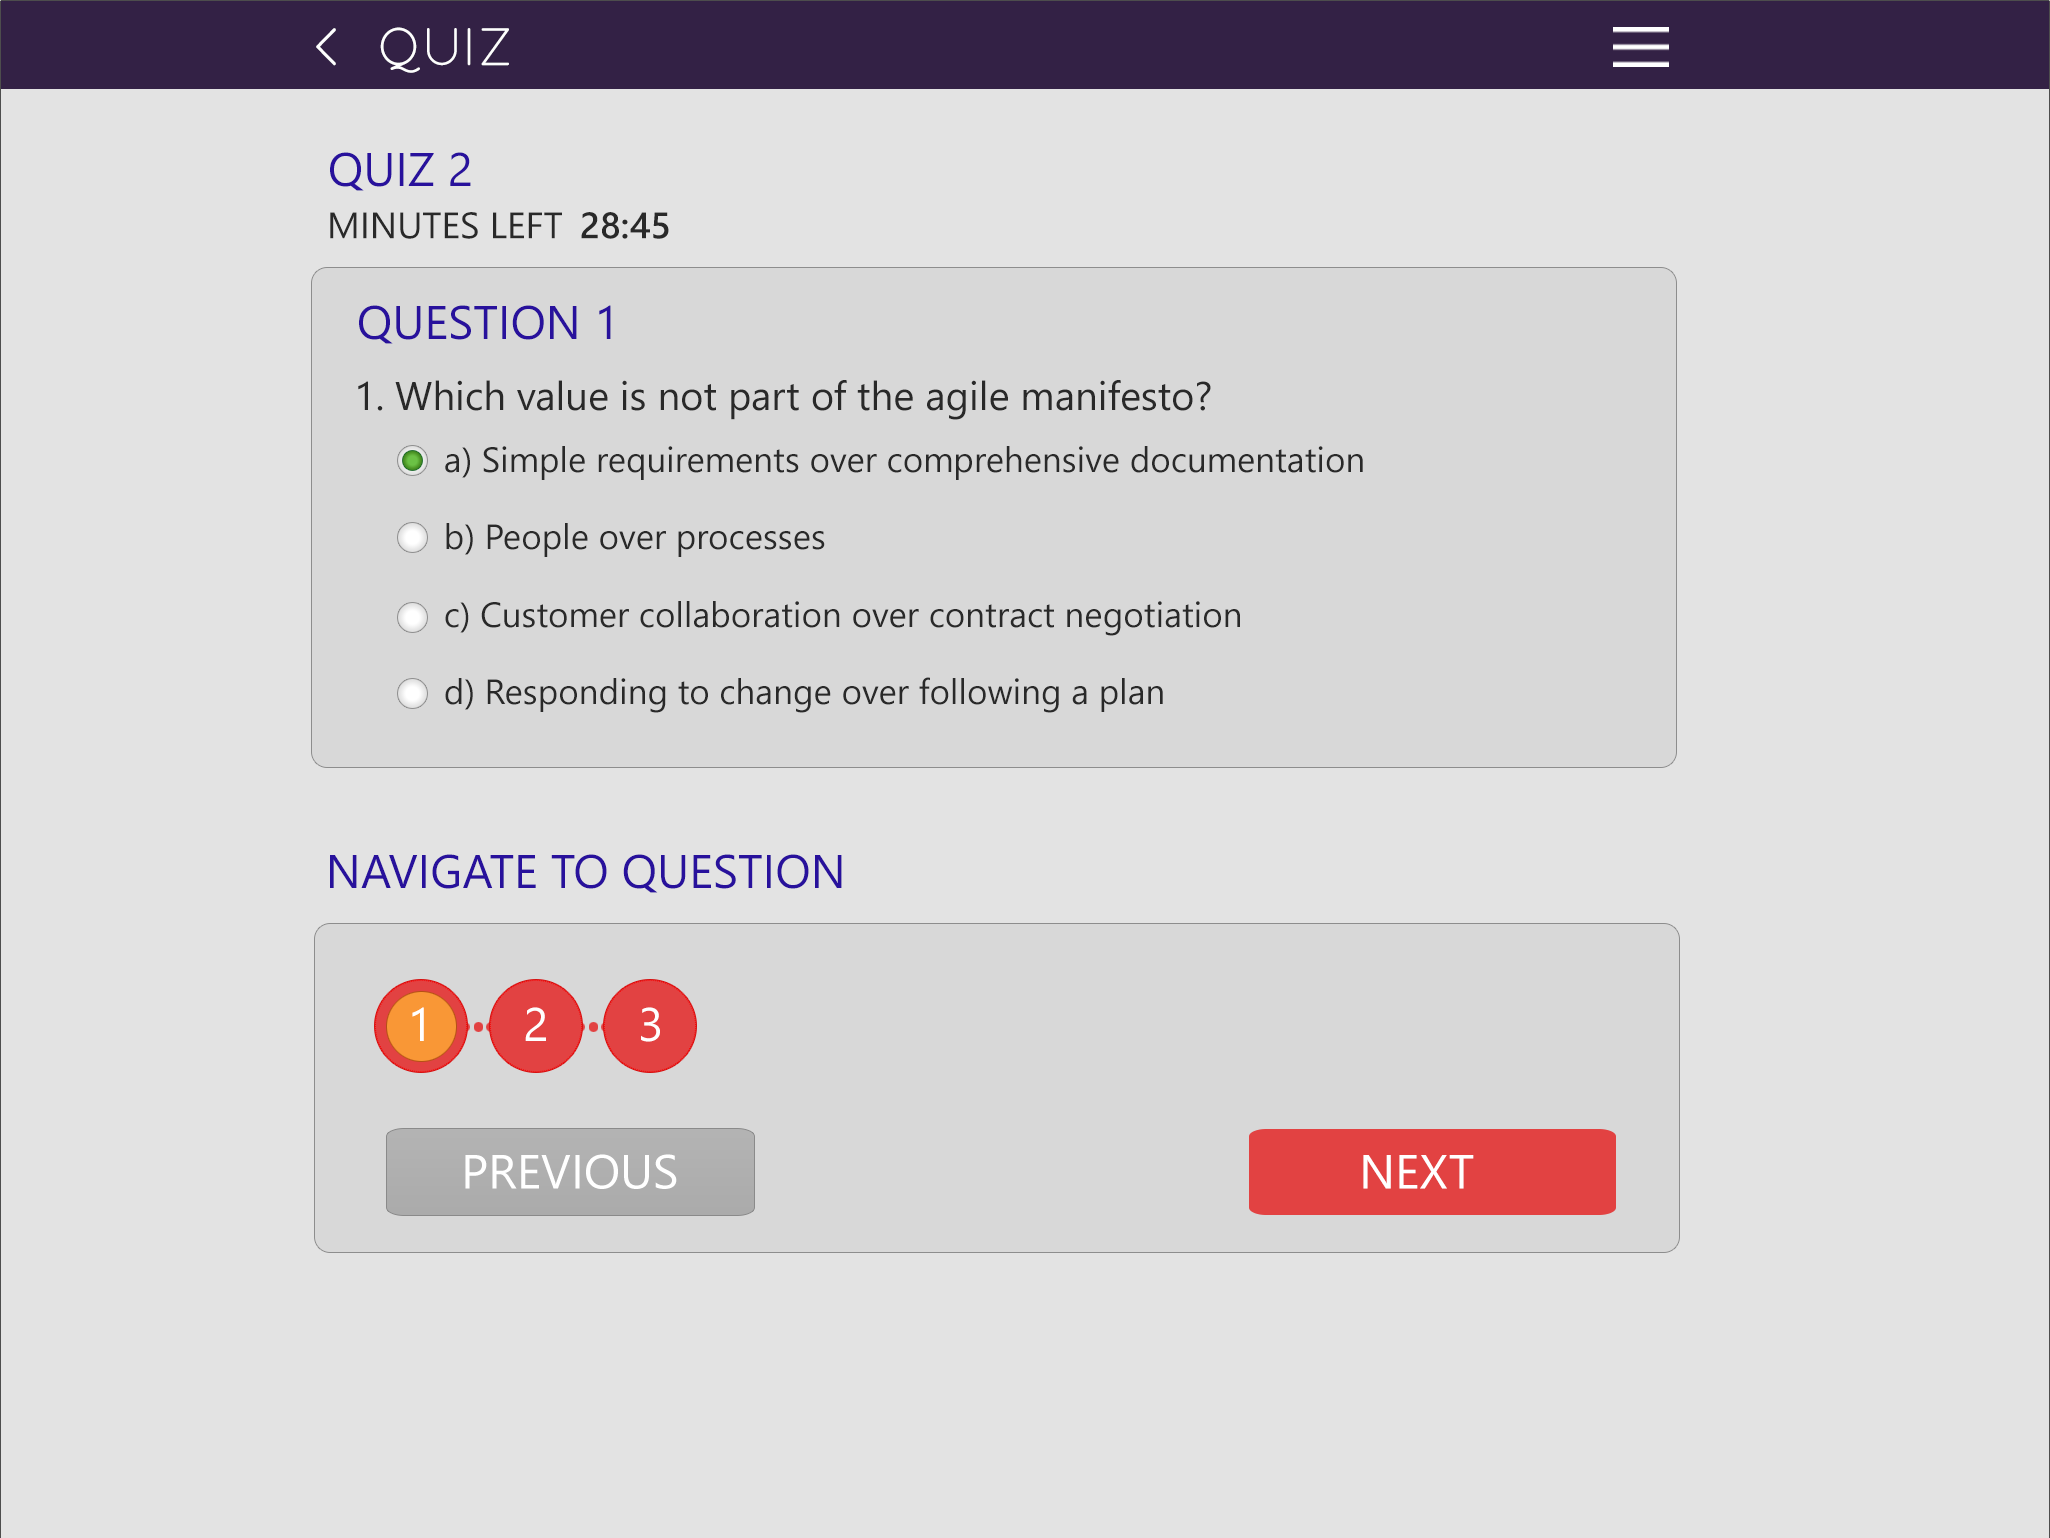 QUIZ
QUIZ 2
MINUTES LEFT 28:45
QUESTION 1
1. Which value is not part of the agile manifesto?
a) Simple requirements over comprehensive documentation
b) People over processes
c) Customer collaboration over contract negotiation
d) Responding to change over following a plan
NAVIGATE TO QUESTION
1 2 3
PREVIOUS NEXT